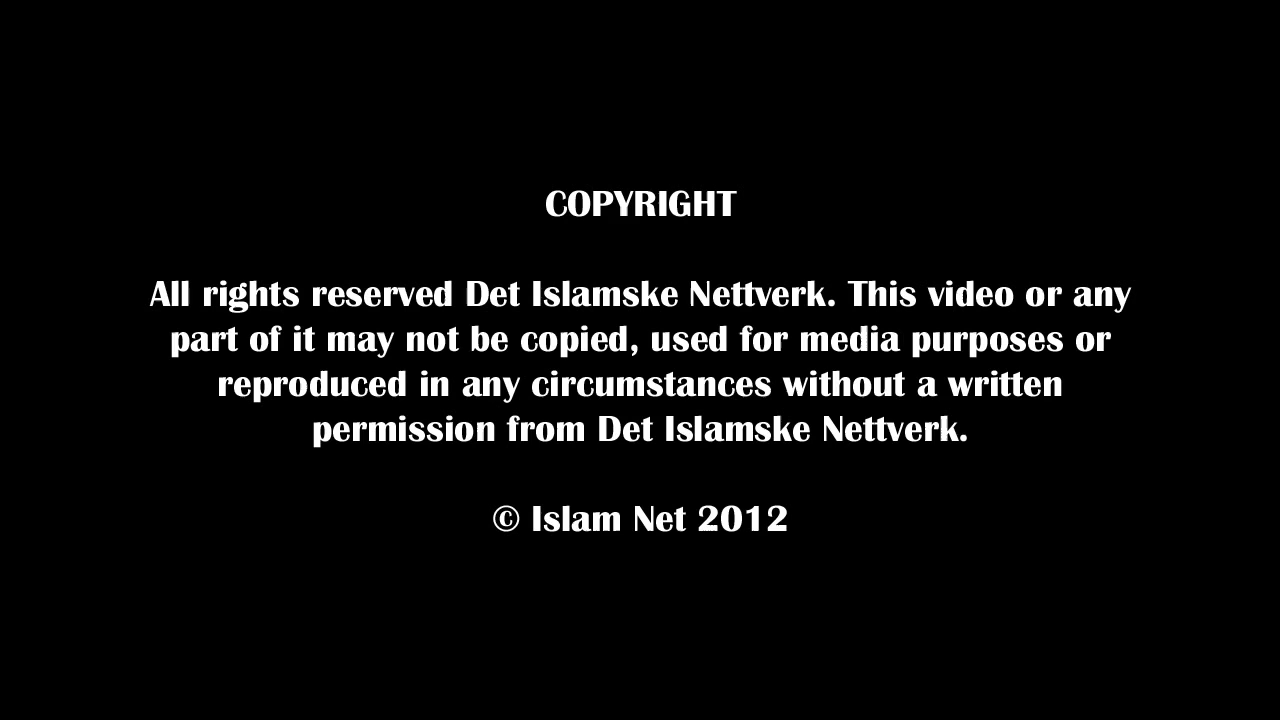 COPYRIGHT
All rights reserved Det Islamske Nettverk. This video or any
part of it may not be copied, used for media purposes or
reproduced in any circumstances without a written
permission from Det Islamske Nettverk.
© Islam Net 2012